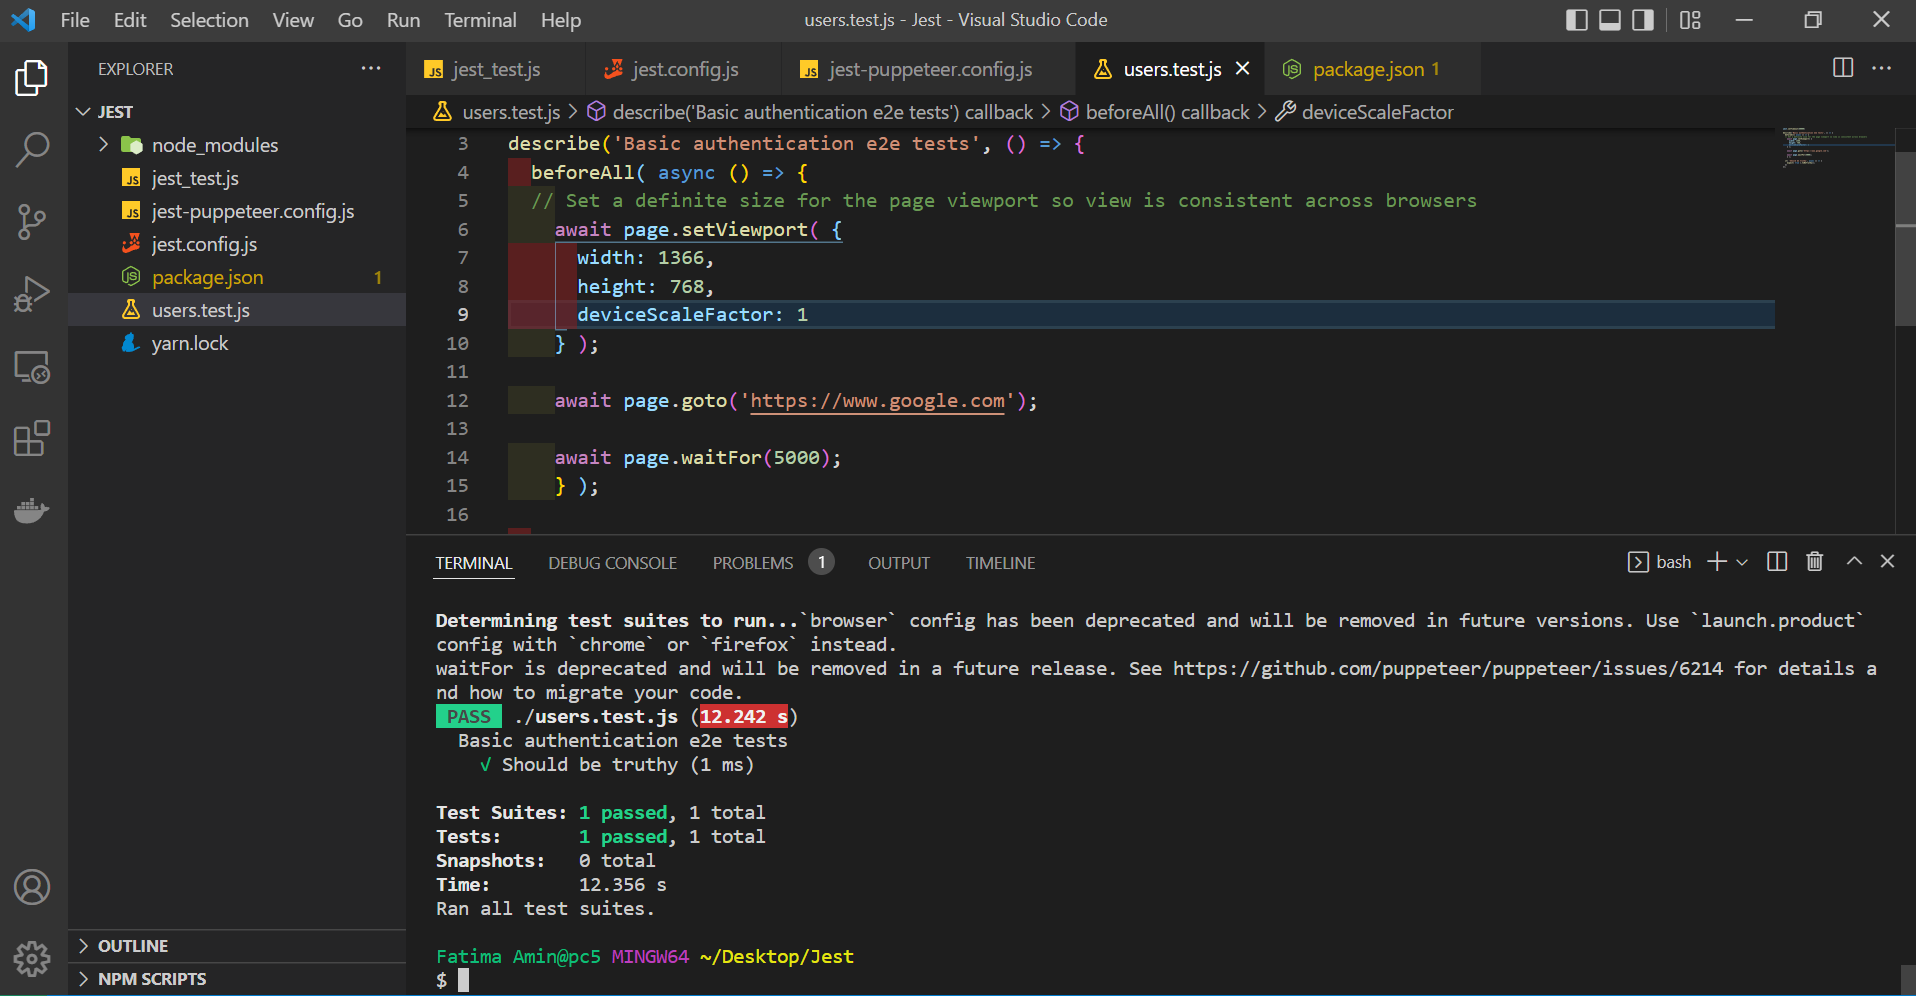 File Edit Selection View Go Run Terminal Help users.test.js - Jest - Visual Studio Code
EXPLORER
JEST
node_modules
jest_test.js
jest-puppeteer.config.js
jest.config.js
package.json 1
users.test.js
yarn.lock
OUTLINE
NPM SCRIPTS
jest_test.js jest.config.js jest-puppeteer.config.js users.test.js package.json 1
users.test.js > describe('Basic authentication e2e tests') callback > beforeAll() callback > deviceScaleFactor
3 describe('Basic authentication e2e tests', () => {
4 beforeAll( async () => {
5 // Set a definite size for the page viewport so view is consistent across browsers
6 await page.setViewport( {
7 width: 1366,
8 height: 768,
9 deviceScaleFactor: 1
10 } );
11
12 await page.goto('https://www.google.com');
13
14 await page.waitFor(5000);
15 } );
16
TERMINAL DEBUG CONSOLE PROBLEMS 1 OUTPUT TIMELINE bash
Determining test suites to run...`browser` config has been deprecated and will be removed in future versions. Use `launch.product`
config with `chrome` or `firefox` instead.
waitFor is deprecated and will be removed in a future release. See https://github.com/puppeteer/puppeteer/issues/6214 for details a
nd how to migrate your code.
PASS ./users.test.js (12.242 s)
Basic authentication e2e tests
√ Should be truthy (1 ms)
Test Suites: 1 passed, 1 total
Tests: 1 passed, 1 total
Snapshots: 0 total
Time: 12.356 s
Ran all test suites.
Fatima Amin@pc5 MINGW64 ~/Desktop/Jest
$